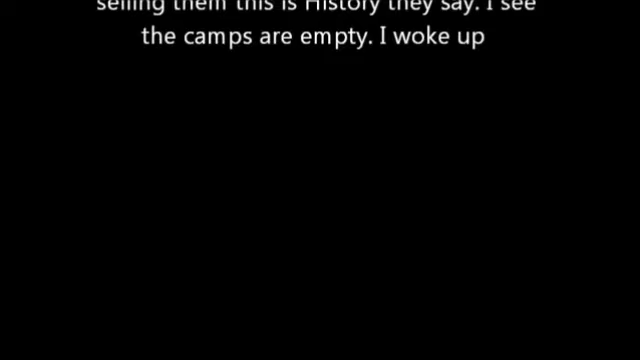 selling them this is History they say. I see
the camps are empty. I woke up